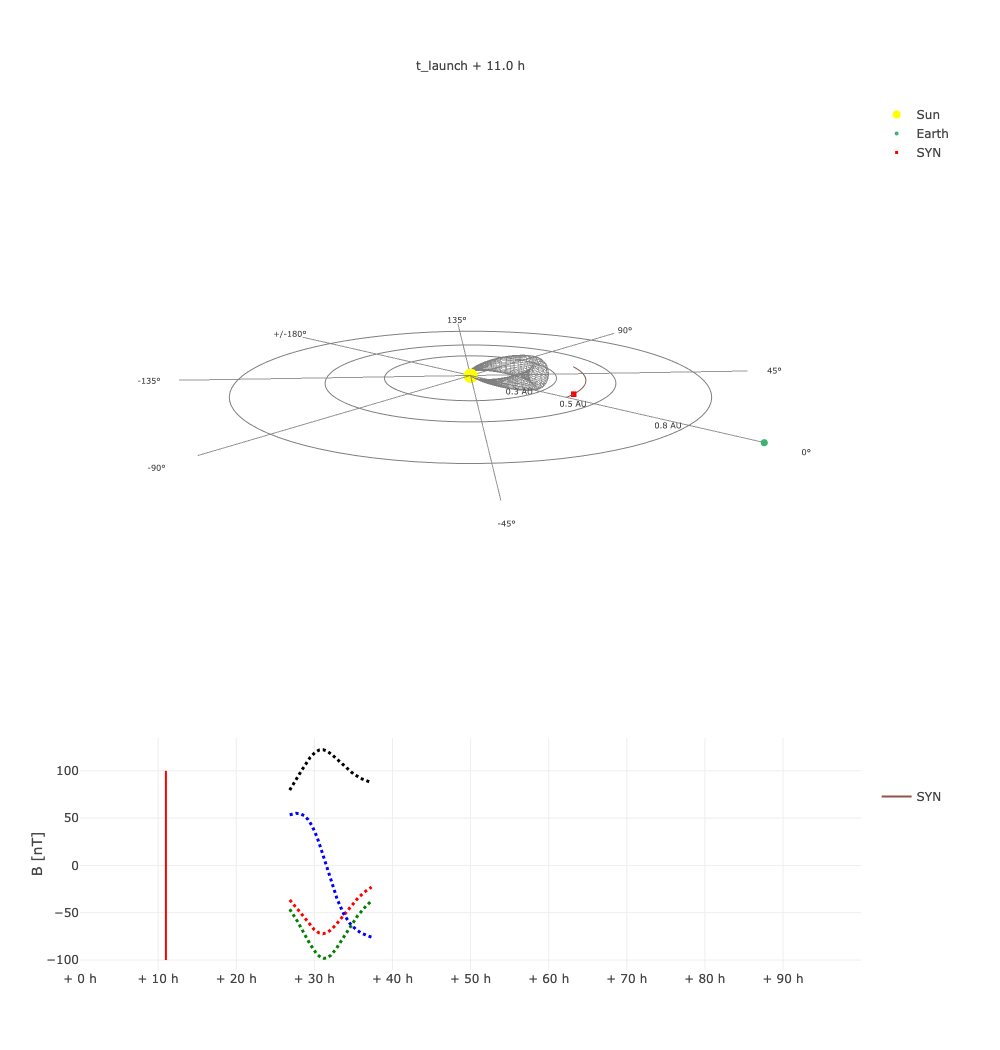 t_launch + 11.0 h
Sun
Earth
SYN
135°
+/-180°
90°
-135°
45°
0.3 AU
0.5 AU
0.8 AU
0°
-90°
-45°
100
50
0
−50
−100
B [nT]
+ 0 h
+ 10 h
+ 20 h
+ 30 h
+ 40 h
+ 50 h
+ 60 h
+ 70 h
+ 80 h
+ 90 h
SYN